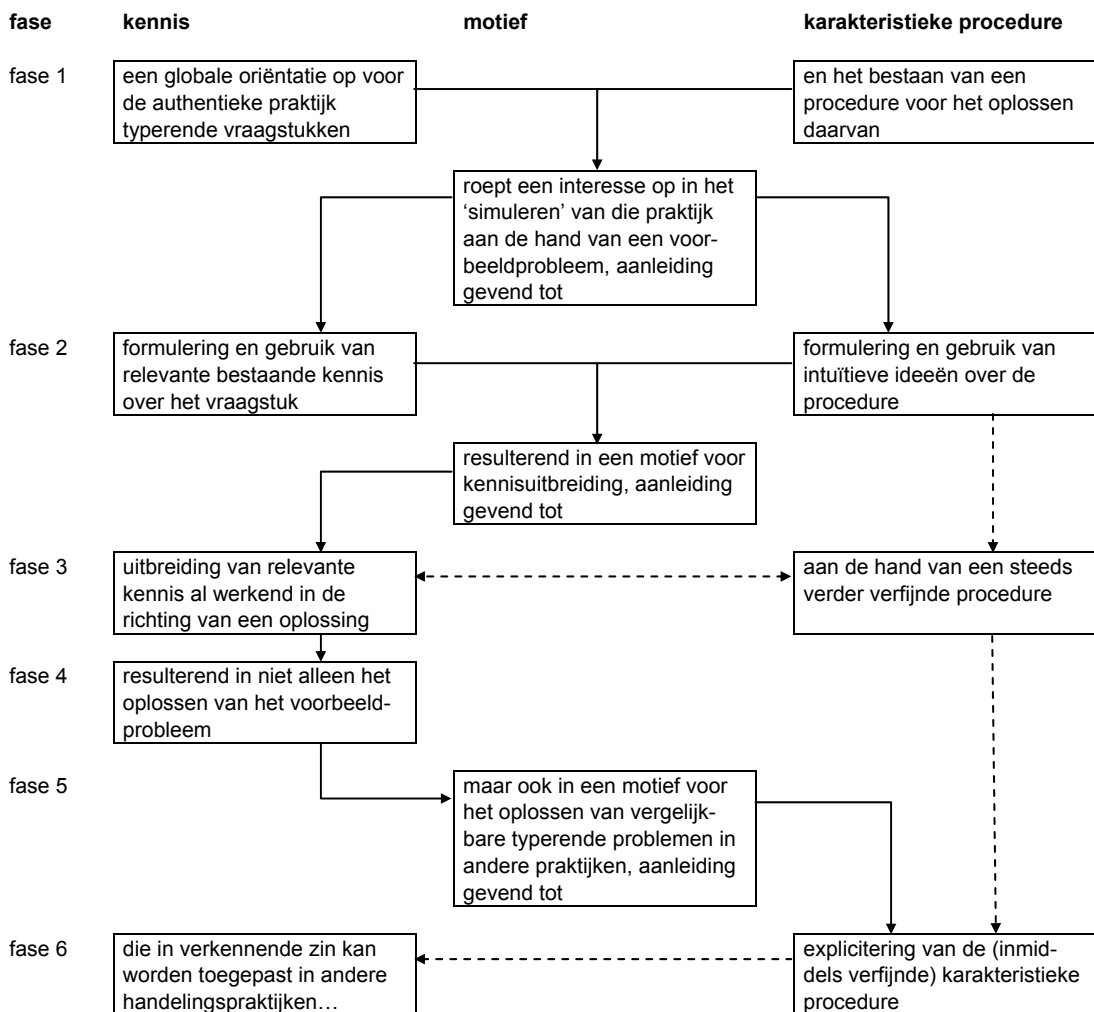 fase kennis motief karakteristieke procedure
fase 1
een globale oriëntatie op voor
de authentieke praktijk
typerende vraagstukken
en het bestaan van een
procedure voor het oplossen
daarvan
roept een interesse op in het
‘simuleren’ van die praktijk
aan de hand van een voor-
beeldprobleem, aanleiding
gevend tot
fase 2
formulering en gebruik van
relevante bestaande kennis
over het vraagstuk
formulering en gebruik van
intuïtieve ideeën over de
procedure
resulterend in een motief voor
kennisuitbreiding, aanleiding
gevend tot
fase 3
uitbreiding van relevante
kennis al werkend in de
richting van een oplossing
aan de hand van een steeds
verder verfijnde procedure
fase 4
resulterend in niet alleen het
oplossen van het voorbeeld-
probleem
fase 5
maar ook in een motief voor
het oplossen van vergelijk-
bare typerende problemen in
andere praktijken, aanleiding
gevend tot
fase 6
die in verkennende zin kan
worden toegepast in andere
handelingspraktijken…
explicitering van de (inmid-
dels verfijnde) karakteristieke
procedure